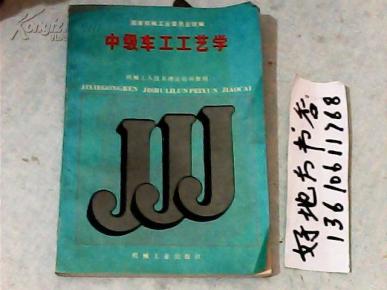 国家机械工业委员会统编
中级车工工艺学
机械工人技术理论培训教材
JIXIEGONGREN JISHULILUN PEIXUN JIAOCAI
JJJ
机械工业出版社
好地方书店
13610611768